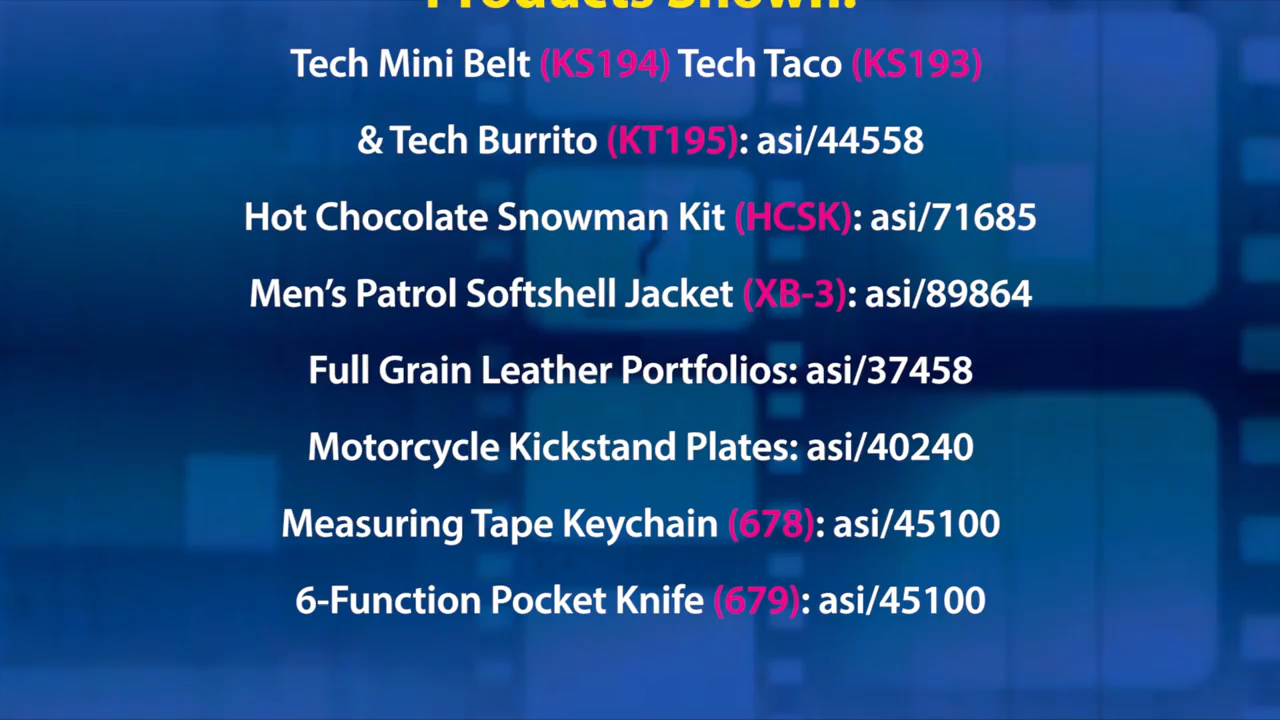 Products Shown:
Tech Mini Belt (KS194) Tech Taco (KS193)
& Tech Burrito (KT195): asi/44558
Hot Chocolate Snowman Kit (HCSK): asi/71685
Men’s Patrol Softshell Jacket (XB-3): asi/89864
Full Grain Leather Portfolios: asi/37458
Motorcycle Kickstand Plates: asi/40240
Measuring Tape Keychain (678): asi/45100
6-Function Pocket Knife (679): asi/45100